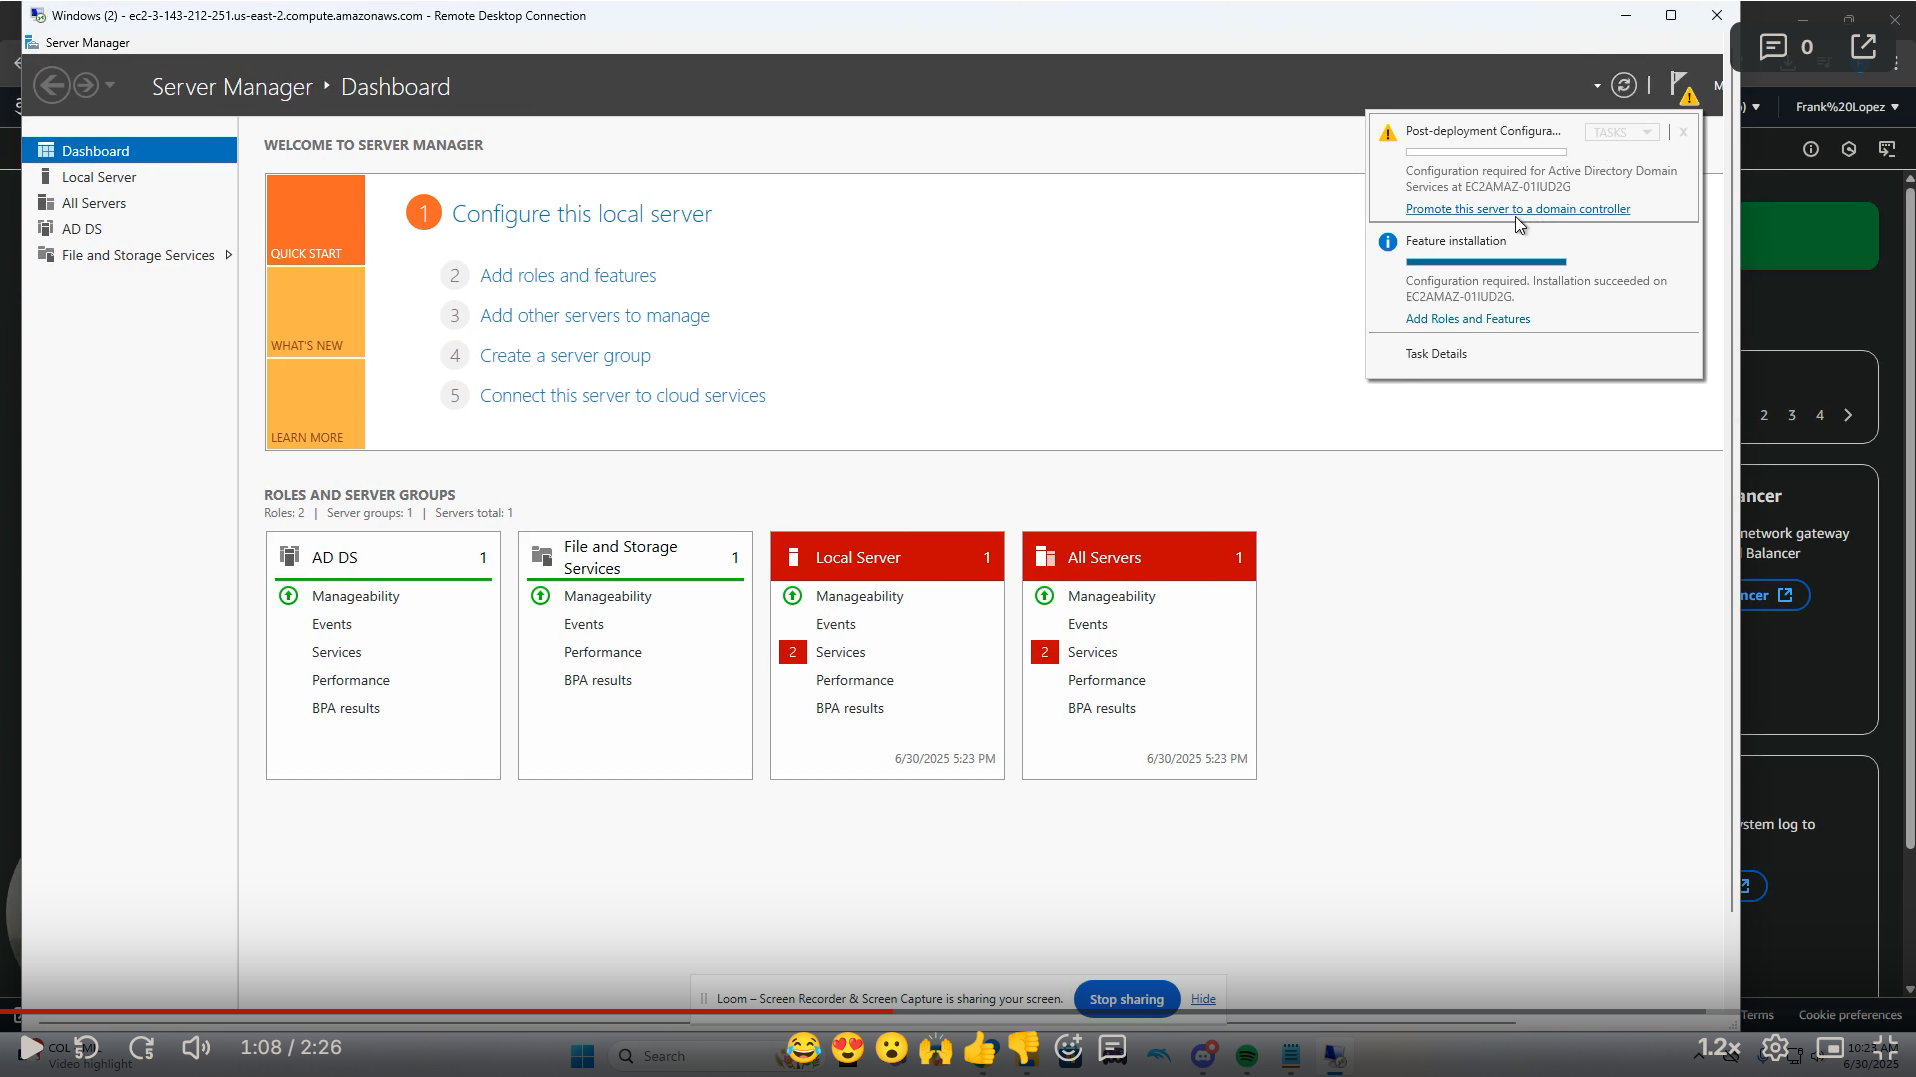 Windows (2) - ec2-3-143-212-251.us-east-2.compute.amazonaws.com - Remote Desktop Connection
Server Manager
0
Server Manager
Dashboard
Frank%20Lopez
Dashboard
Local Server
All Servers
AD DS
File and Storage Services
WELCOME TO SERVER MANAGER
QUICK START
WHAT'S NEW
LEARN MORE
1 Configure this local server
2 Add roles and features
3 Add other servers to manage
4 Create a server group
5 Connect this server to cloud services
Post-deployment Configura...
TASKS
X
Configuration required for Active Directory Domain
Services at EC2AMAZ-01IUD2G
Promote this server to a domain controller
Feature installation
Configuration required. Installation succeeded on
EC2AMAZ-01IUD2G.
Add Roles and Features
Task Details
2 3 4
ancer
network gateway
Balancer
ncer
ystem log to
ROLES AND SERVER GROUPS
Roles: 2 | Server groups: 1 | Servers total: 1
AD DS 1
Manageability
Events
Services
Performance
BPA results
File and Storage
Services
1
Manageability
Events
Performance
BPA results
Local Server 1
Manageability
Events
2 Services
Performance
BPA results
6/30/2025 5:23 PM
All Servers 1
Manageability
Events
2 Services
Performance
BPA results
6/30/2025 5:23 PM
Loom – Screen Recorder & Screen Capture is sharing your screen.
Stop sharing
Hide
Terms
Cookie preferences
Video highlight
1:08 / 2:26
Search
1.2x
10:23 AM
6/30/2025